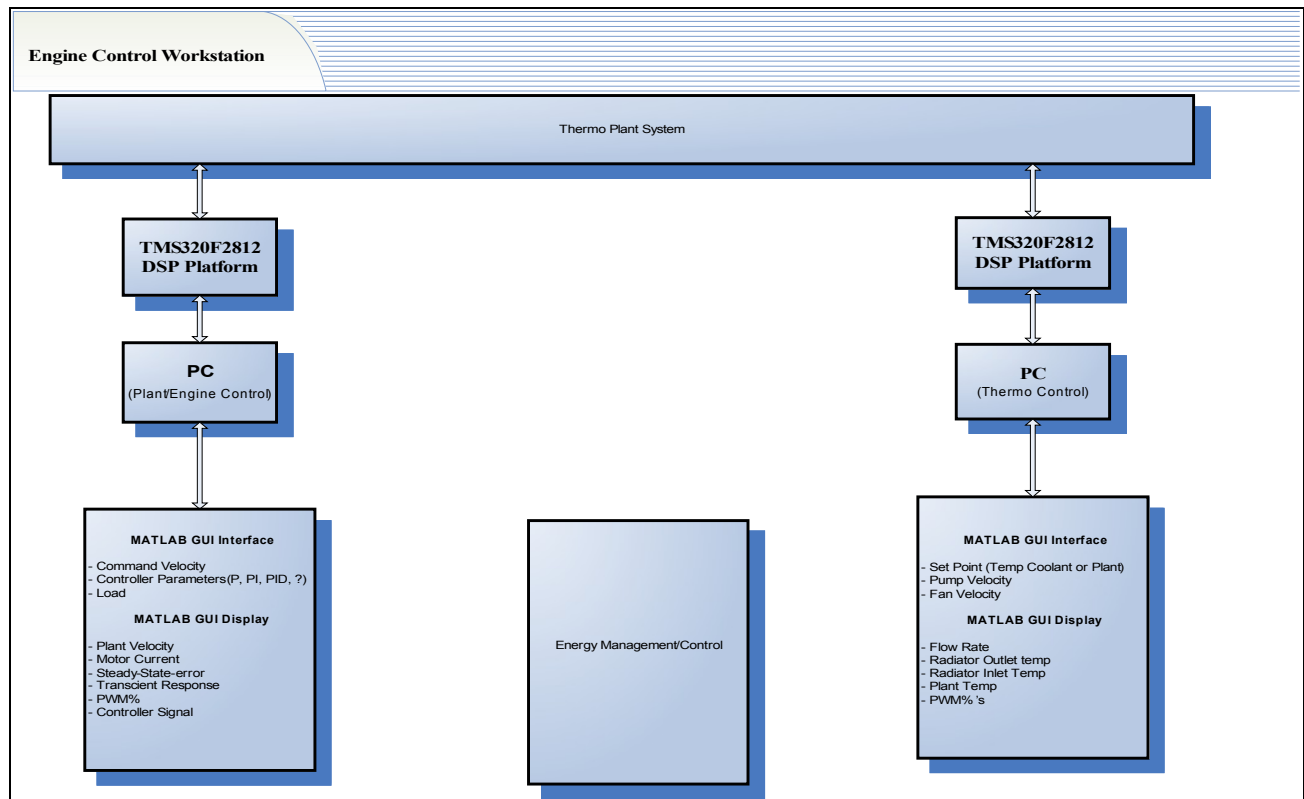 Engine Control Workstation
Thermo Plant System
TMS320F2812
DSP Platform
TMS320F2812
DSP Platform
PC
(Plant/Engine Control)
PC
(Thermo Control)
MATLAB GUI Interface
- Command Velocity
- Controller Parameters(P, PI, PID, ?)
- Load
MATLAB GUI Display
- Plant Velocity
- Motor Current
- Steady-State-error
- Transcient Response
- PWM%
- Controller Signal
Energy Management/Control
MATLAB GUI Interface
- Set Point (Temp Coolant or Plant)
- Pump Velocity
- Fan Velocity
MATLAB GUI Display
- Flow Rate
- Radiator Outlet temp
- Radiator Inlet Temp
- Plant Temp
- PWM% 's